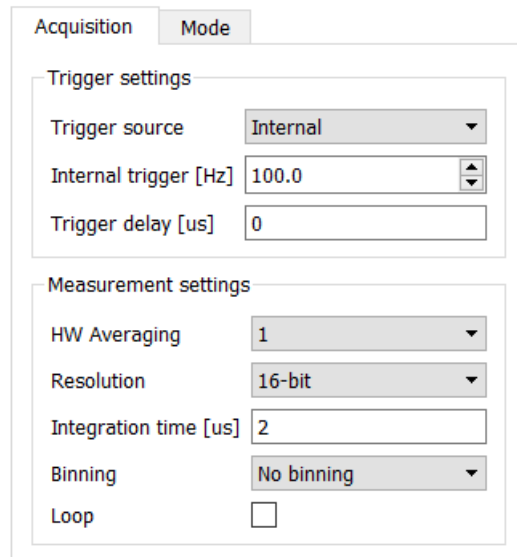 Acquisition Mode
Trigger settings
Trigger source Internal
Internal trigger [Hz] 100.0
Trigger delay [us] 0
Measurement settings
HW Averaging 1
Resolution 16-bit
Integration time [us] 2
Binning No binning
Loop